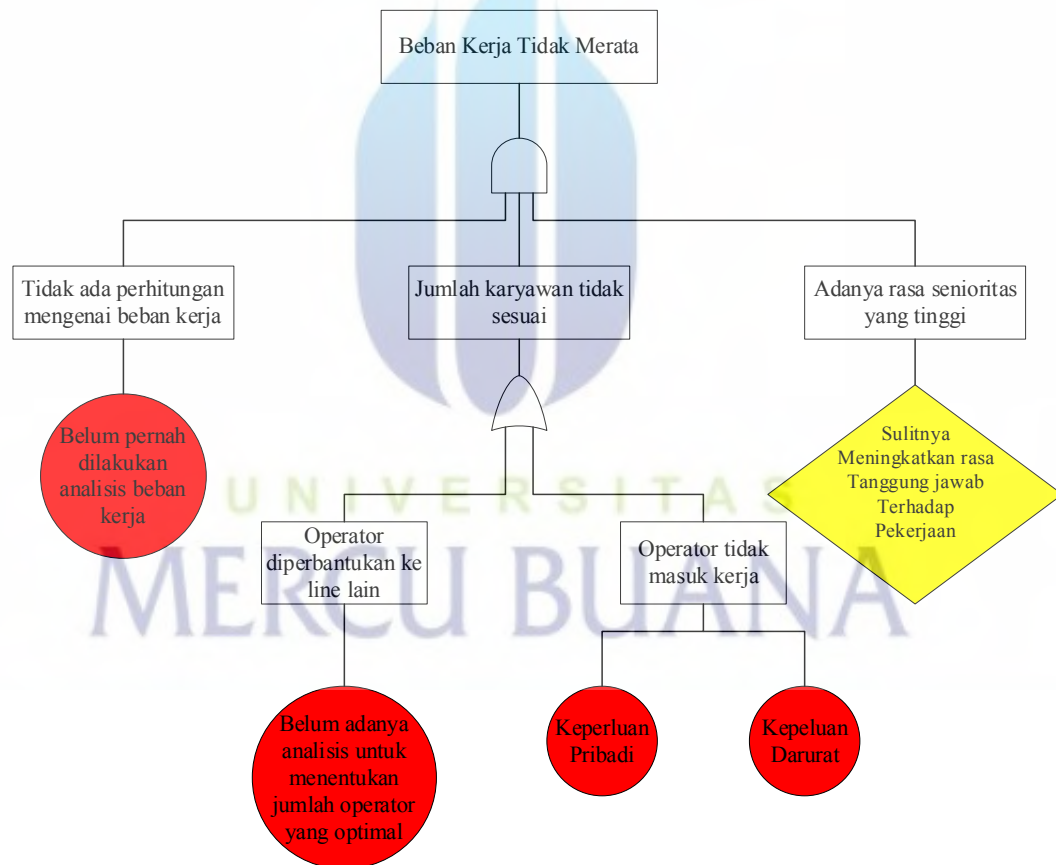 Beban Kerja Tidak Merata
Tidak ada perhitungan
mengenai beban kerja
Jumlah karyawan tidak
sesuai
Adanya rasa senioritas
yang tinggi
Belum pernah
dilakukan
analisis beban
kerja
Sulitnya
Meningkatkan rasa
Tanggung jawab
Terhadap
Pekerjaan
UNIVERSITAS
MERCU BUANA
Operator
diperbantukan ke
line lain
Operator tidak
masuk kerja
Belum adanya
analisis untuk
menentukan
jumlah operator
yang optimal
Keperluan
Pribadi
Kepeluan
Darurat